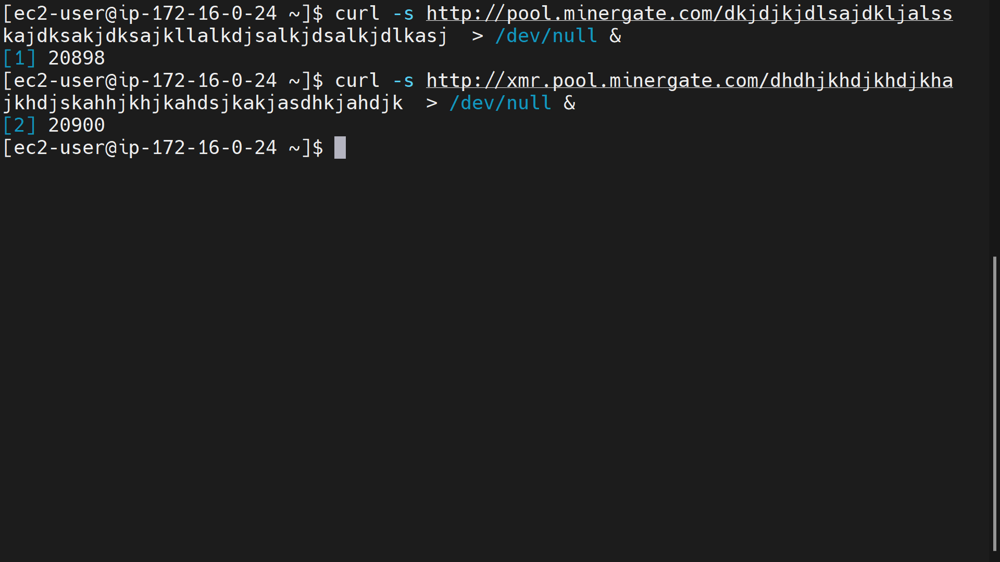 [ec2-user@ip-172-16-0-24 ~]$ curl -s http://pool.minergate.com/dkjdjkjdlsajdkljalss
kajdksakjdksajkllalkdjsalkjdsalkjdlkasj  > /dev/null &
[1] 20898
[ec2-user@ip-172-16-0-24 ~]$ curl -s http://xmr.pool.minergate.com/dhdhjkhdjkhdjkha
jkhdjskahhjkhjkahdsjkakjasdhkjahdjk  > /dev/null &
[2] 20900
[ec2-user@ip-172-16-0-24 ~]$